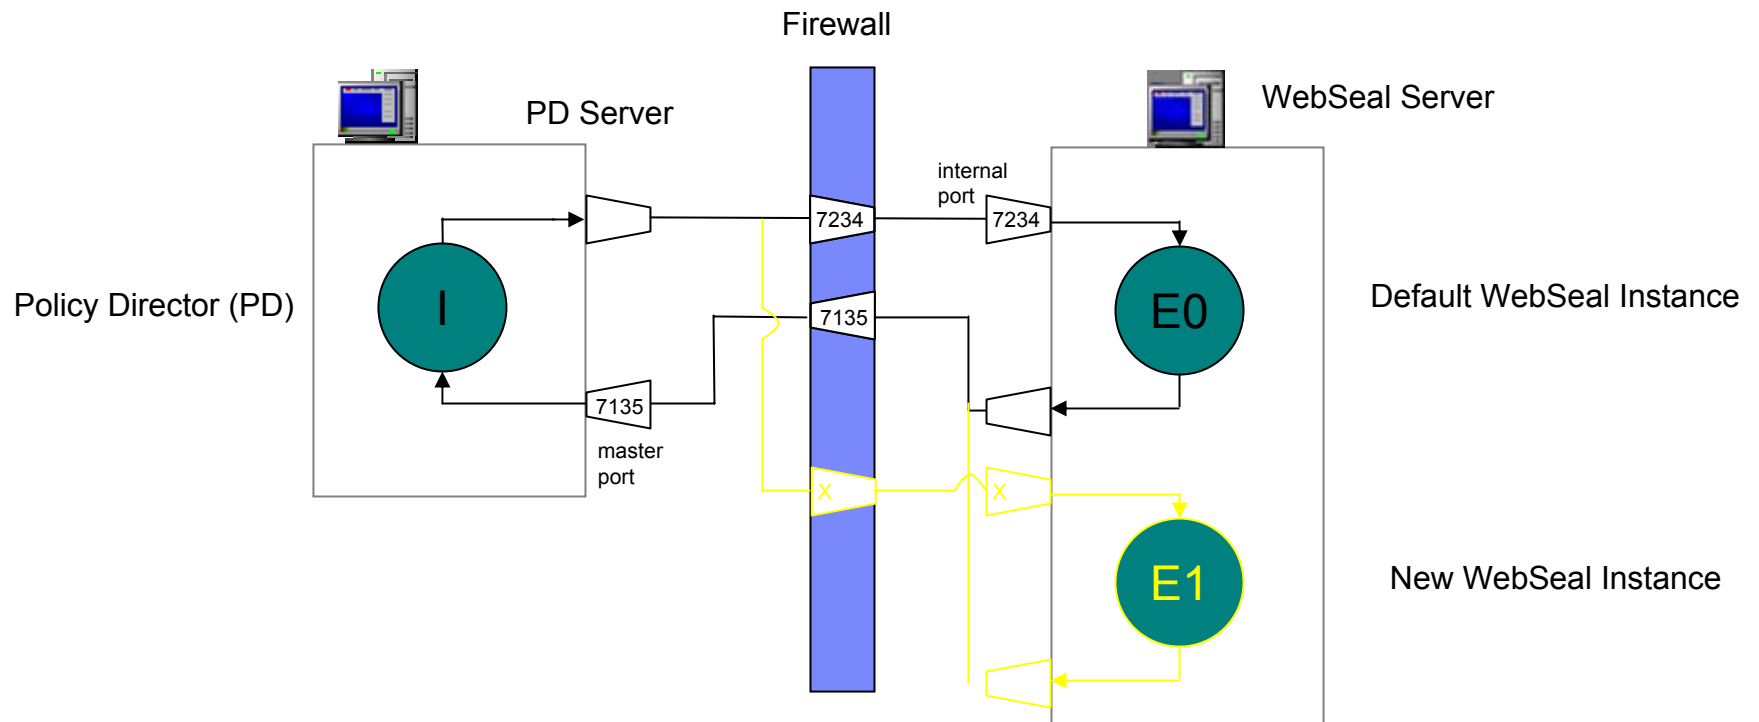 Firewall
PD Server
WebSeal Server
internal
port
7234
7234
Policy Director (PD)
I
7135
E0
Default WebSeal Instance
7135
master
port
X
X
E1
New WebSeal Instance